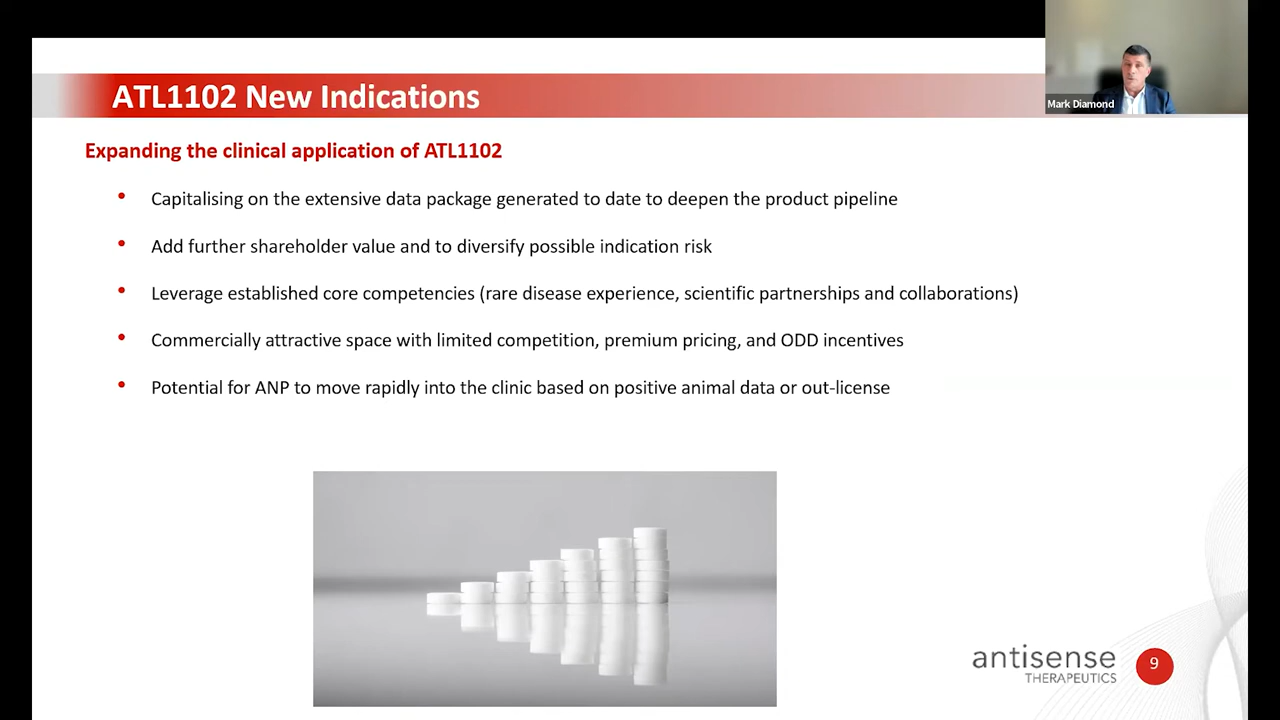 ATL1102 New Indications
Mark Diamond
Expanding the clinical application of ATL1102
• Capitalising on the extensive data package generated to date to deepen the product pipeline
• Add further shareholder value and to diversify possible indication risk
• Leverage established core competencies (rare disease experience, scientific partnerships and collaborations)
• Commercially attractive space with limited competition, premium pricing, and ODD incentives
• Potential for ANP to move rapidly into the clinic based on positive animal data or out-license
antisense
THERAPEUTICS
9